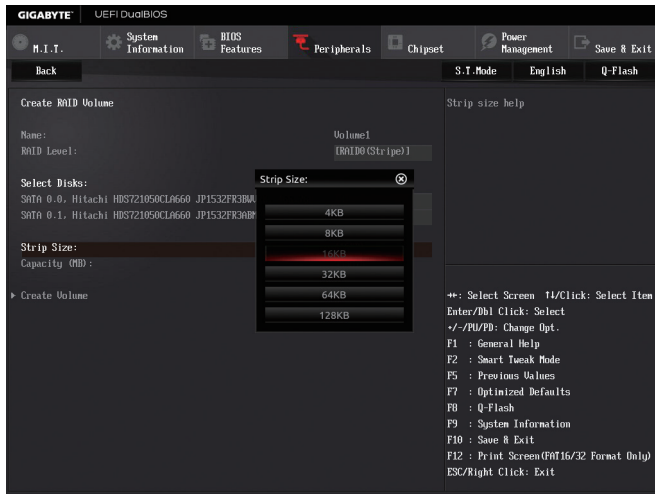 GIGABYTE™ UEFI DualBIOS
M.I.T.
System Information
BIOS Features
Peripherals
Chipset
Power Management
Save & Exit
Back
S.T.Mode English Q-Flash
Create RAID Volume
Strip size help
Name: Volume1
RAID Level: [RAID0(Stripe)]
Select Disks:
SATA 0.0, Hitachi HDS721050CLA660
SATA 0.1, Hitachi HDS721050CLA660
Strip Size:
Capacity (MB):
Create Volume
Strip Size:
4KB
8KB
16KB
32KB
64KB
128KB
→←: Select Screen ↑↓/Click: Select Item
Enter/Dbl Click: Select
+/-/PU/PD: Change Opt.
F1 : General Help
F2 : Smart Tweak Mode
F5 : Previous Values
F7 : Optimized Defaults
F8 : Q-Flash
F9 : System Information
F10 : Save & Exit
F12 : Print Screen(FAT16/32 Format Only)
ESC/Right Click: Exit